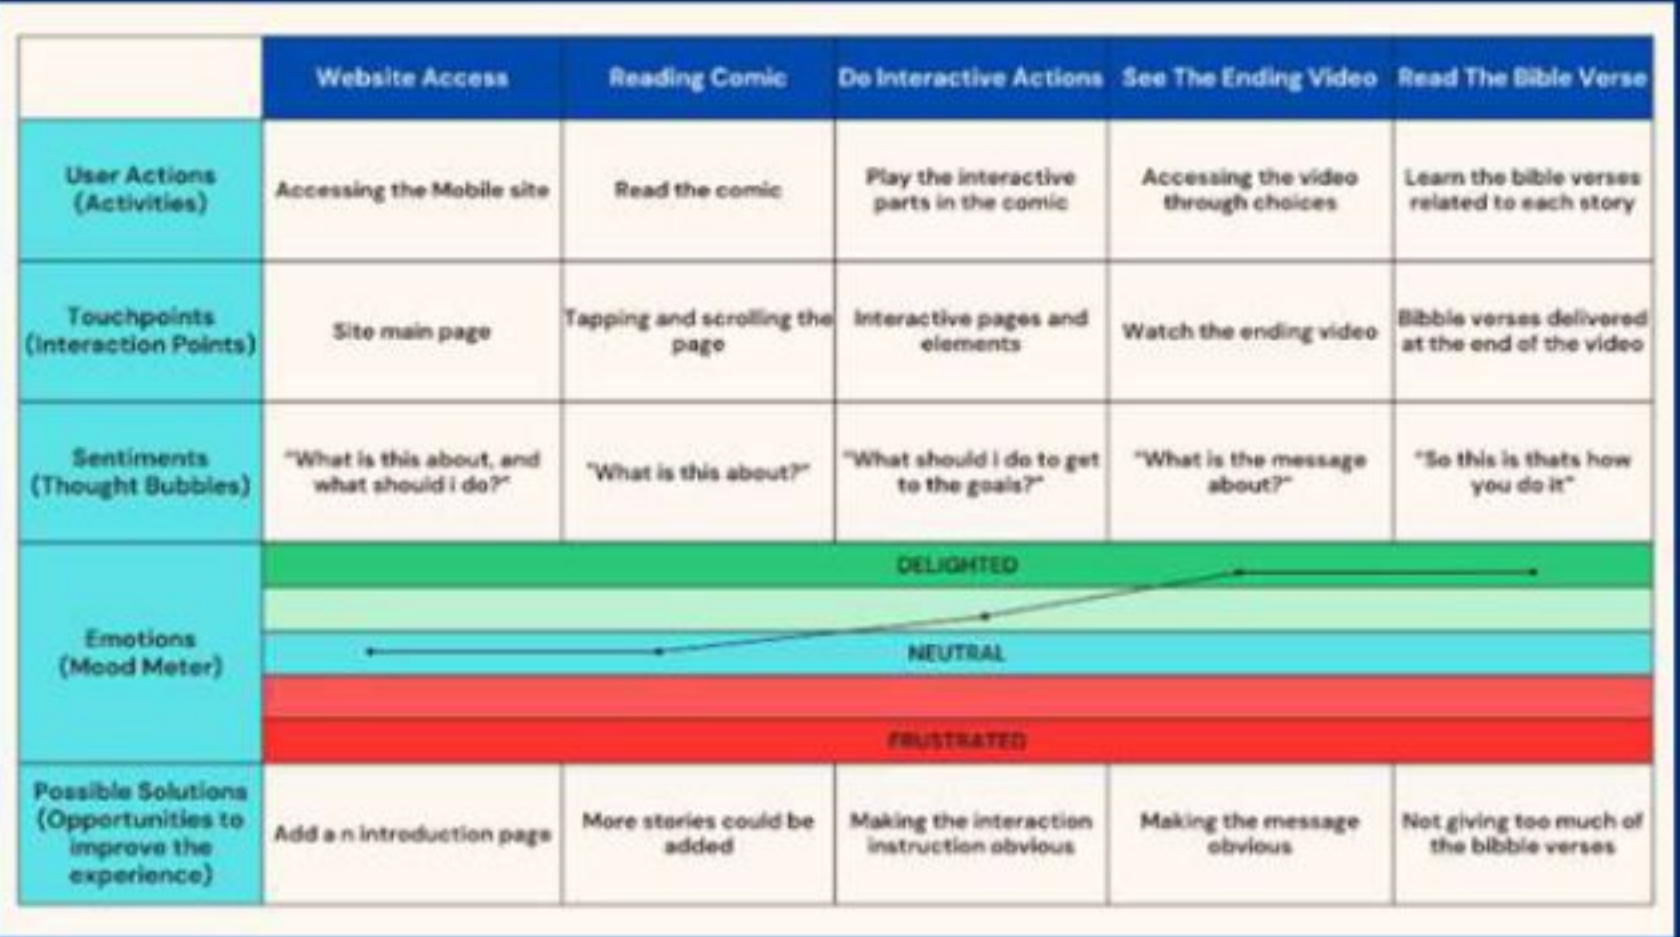 Website Access
Reading Comic
Do Interactive Actions
See The Ending Video
Read The Bible Verse
User Actions
(Activities)
Accessing the Mobile site
Read the comic
Play the interactive
parts in the comic
Accessing the video
through choices
Learn the bible verses
related to each story
Touchpoints
(Interaction Points)
Site main page
Tapping and scrolling the
page
Interactive pages and
elements
Watch the ending video
Bibble verses delivered
at the end of the video
Sentiments
(Thought Bubbles)
"What is this about, and
what should i do?"
"What is this about?"
"What should i do to get
to the goals?"
"What is the message
about?"
"So this is thats how
you do it"
Emotions
(Mood Meter)
DELIGHTED
NEUTRAL
FRUSTRATED
Possible Solutions
(Opportunities to
improve the
experience)
Add a n introduction page
More stories could be
added
Making the interaction
instruction obvious
Making the message
obvious
Not giving too much of
the bibble verses